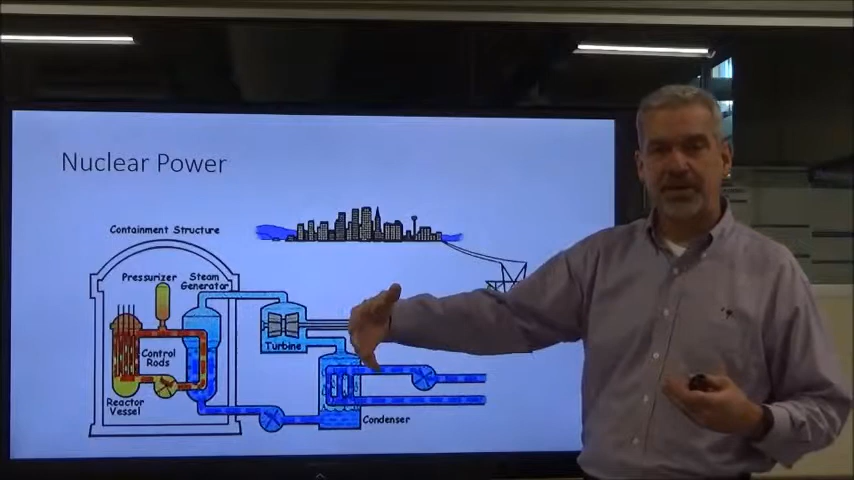 Nuclear Power
Containment Structure
Pressurizer
Steam
Generator
Turbine
Control
Rods
Reactor
Vessel
Condenser